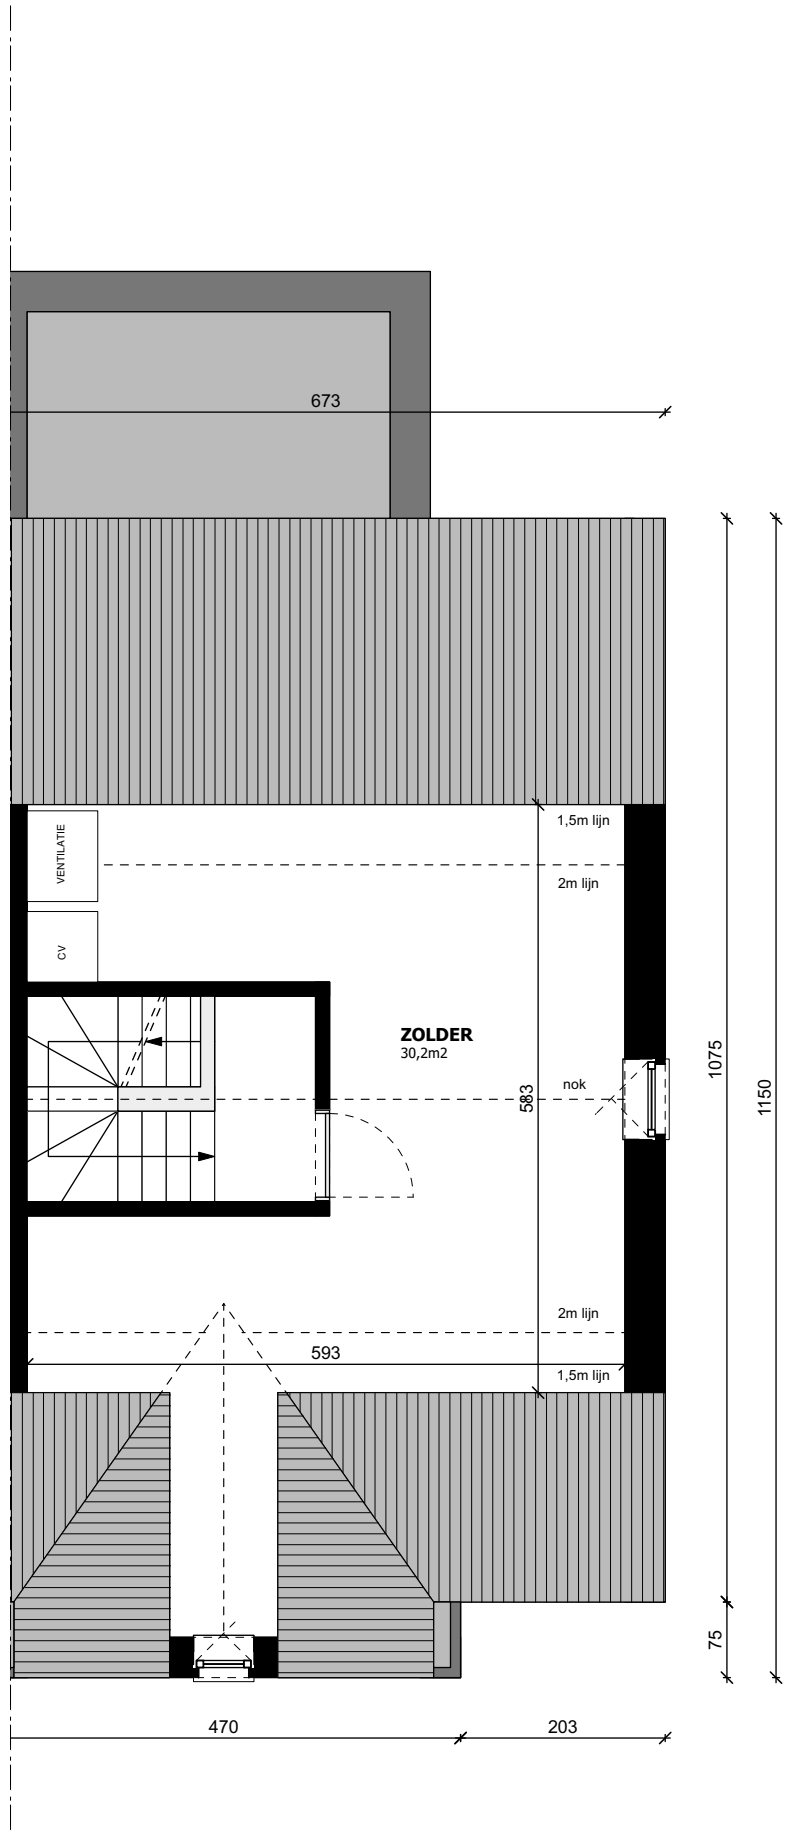 673
1,5m lijn
VENTILATIE
2m lijn
CV
ZOLDER
30,2m2
1075
nok
583
1150
2m lijn
593
1,5m lijn
75
470
203